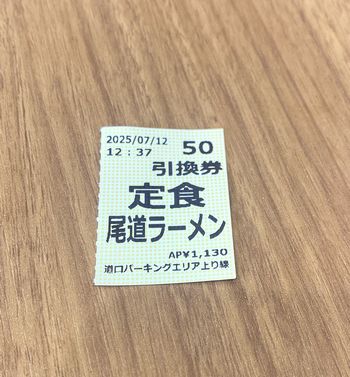 2025/07/12 50
12:37
引換券
定食
尾道ラーメン
AP¥1,130
道口パーキングエリア上り線